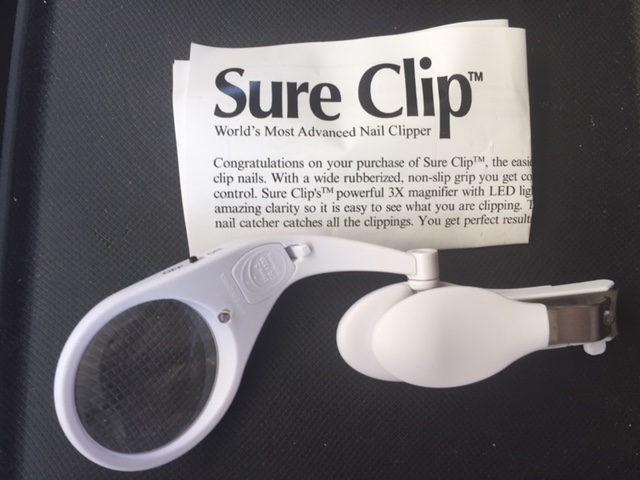 Sure Clip™
World's Most Advanced Nail Clipper
Congratulations on your purchase of Sure Clip™, the easi
clip nails. With a wide rubberized, non-slip grip you get co
control. Sure Clip's™ powerful 3X magnifier with LED lig
amazing clarity so it is easy to see what you are clipping. T
nail catcher catches all the clippings. You get perfect result
OFF ON